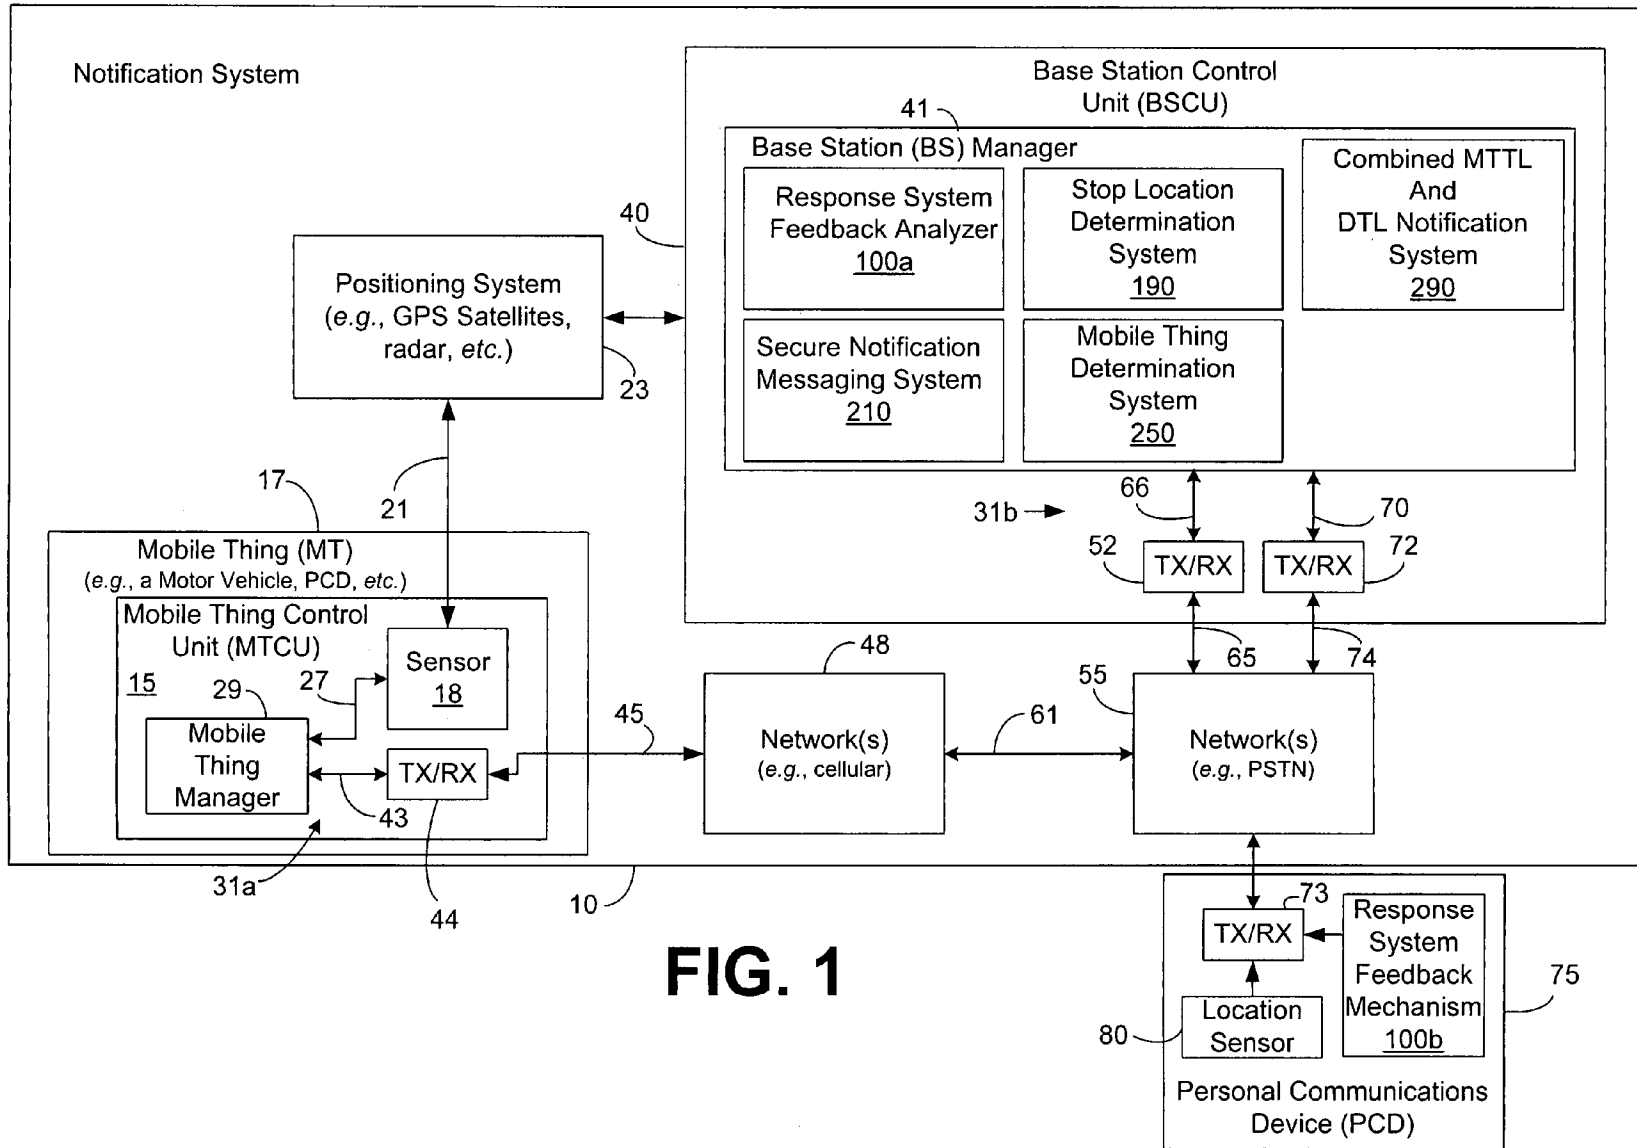 Notification System
Base Station Control
Unit (BSCU)
41
Base Station (BS) Manager
Response System
Feedback Analyzer
100a
Stop Location
Determination
System
190
Combined MTTL
And
DTL Notification
System
290
Secure Notification
Messaging System
210
Mobile Thing
Determination
System
250
40
Positioning System
(e.g., GPS Satellites,
radar, etc.)
23
21
17
66
70
31b
52
TX/RX
TX/RX
72
65
74
Mobile Thing (MT)
(e.g., a Motor Vehicle, PCD, etc.)
Mobile Thing Control
Unit (MTCU)
15
29
27
Sensor
18
Mobile
Thing
Manager
43
TX/RX
31a
44
45
48
Network(s)
(e.g., cellular)
61
55
Network(s)
(e.g., PSTN)
10
73
TX/RX
Response
System
Feedback
Mechanism
100b
75
80
Location
Sensor
Personal Communications
Device (PCD)
FIG. 1